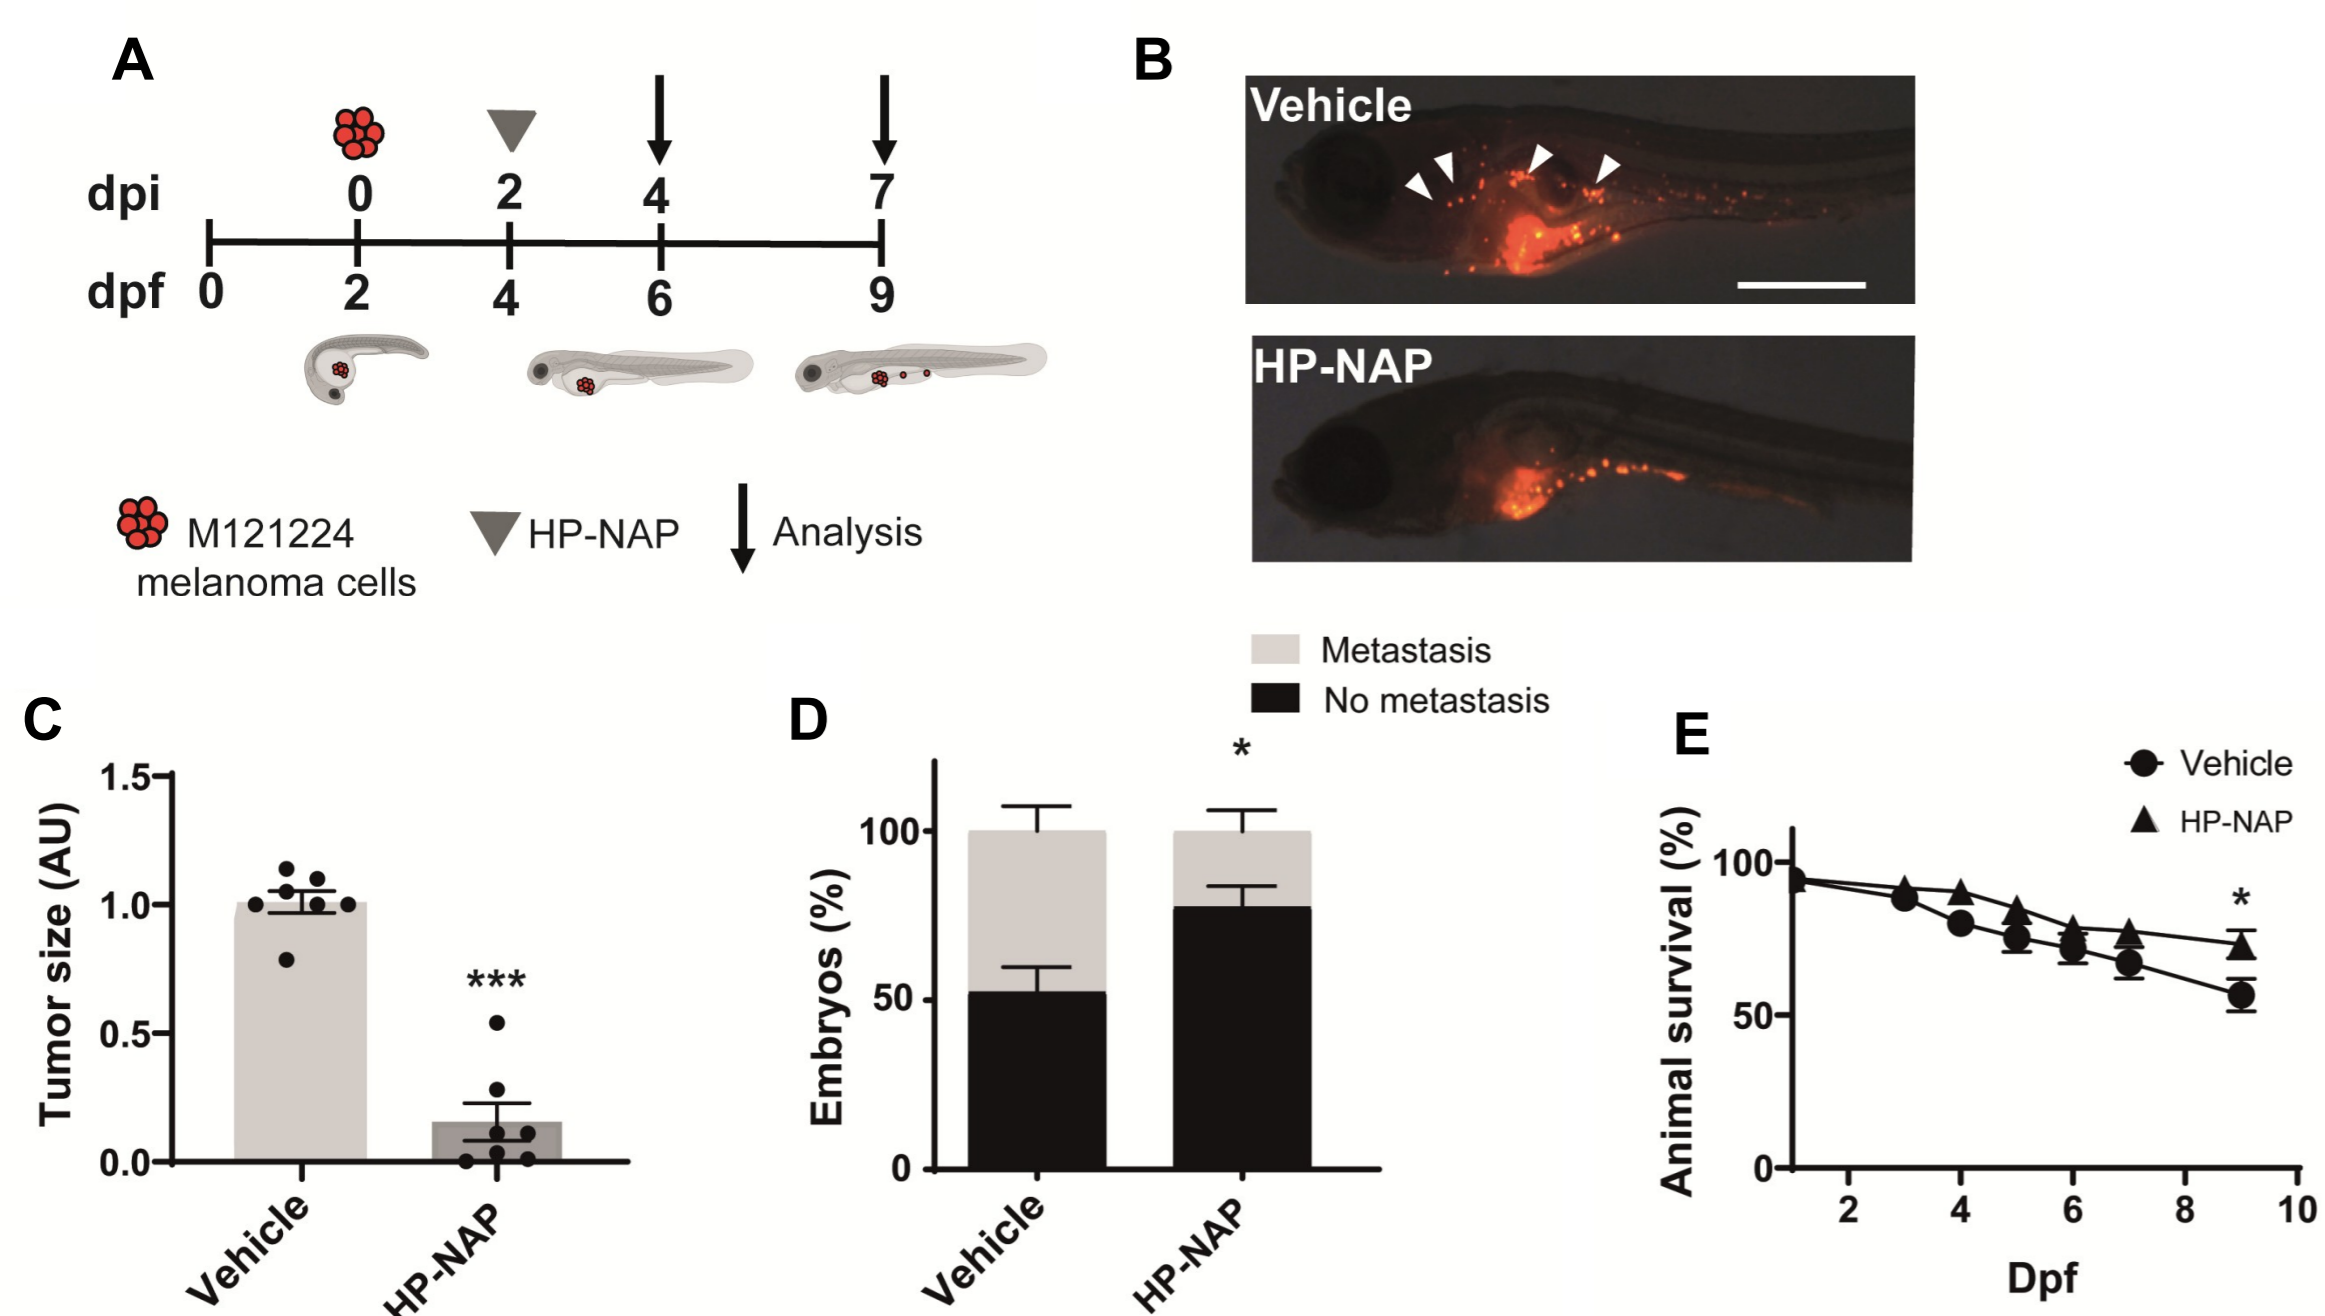 A
dpi 0 2 4 7
dpf 0 2 4 6 9
M121224
melanoma cells
HP-NAP
Analysis
B
Vehicle
HP-NAP
C
Tumor size (AU)
1.5
1.0
0.5
0.0
***
Vehicle
HP-NAP
D
Metastasis
No metastasis
*
Embryos (%)
100
50
0
Vehicle
HP-NAP
E
Vehicle
HP-NAP
*
Animal survival (%)
100
50
0
2 4 6 8 10
Dpf